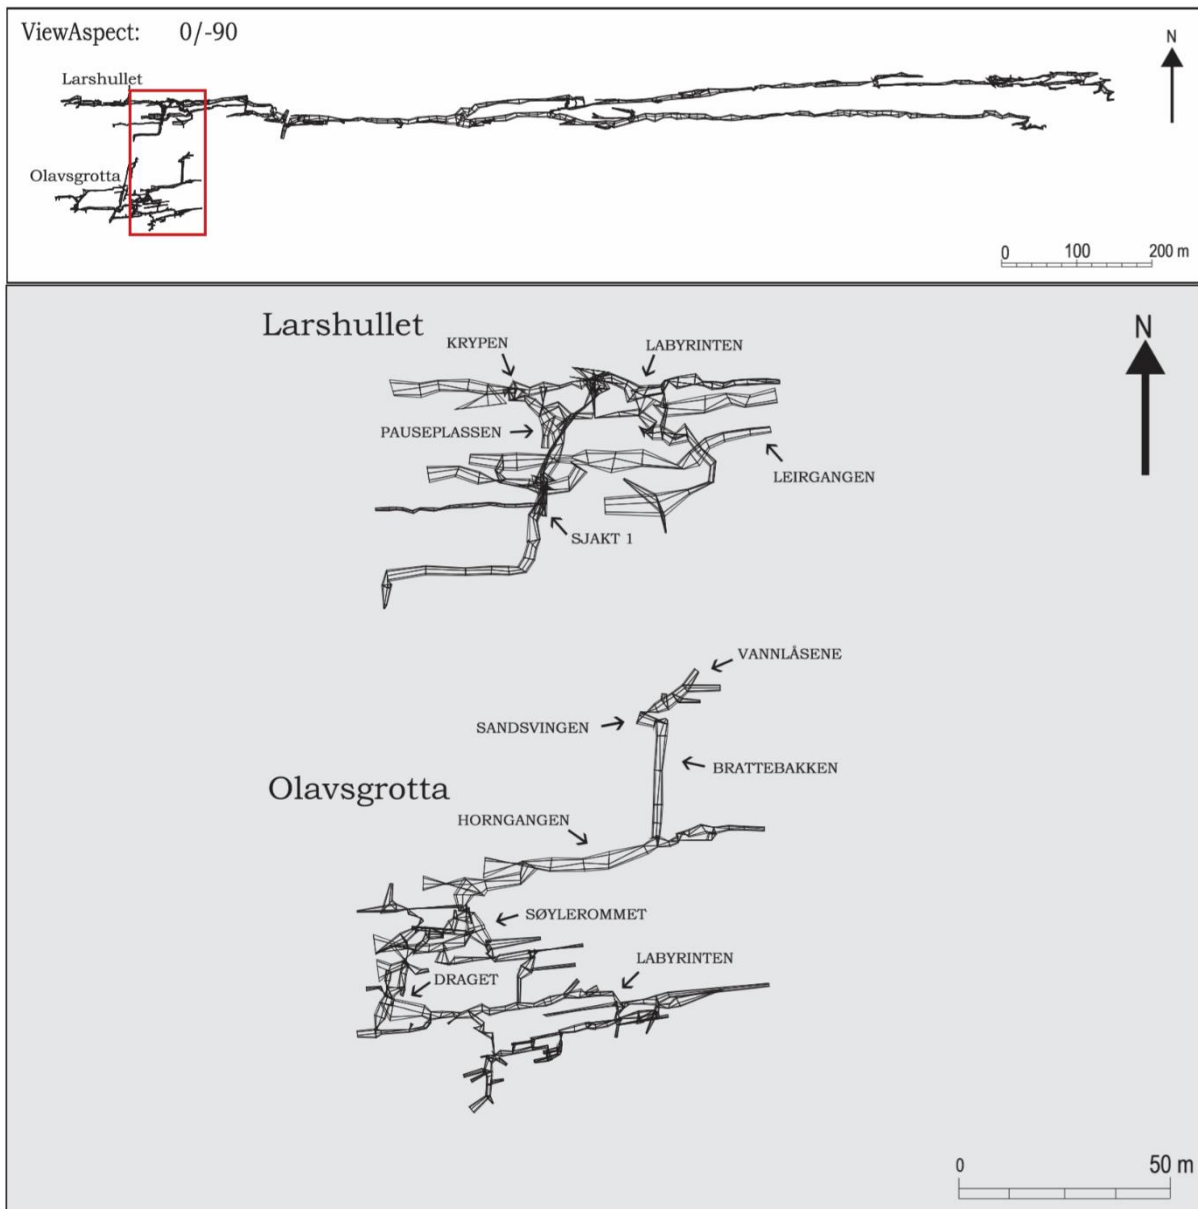 ViewAspect: 0/-90
N
Larshullet
Olavsgrotta
0 100 200 m
Larshullet
N
KRYPEN
LABYRINTEN
PAUSEPLASSEN
LEIRGANGEN
SJAKT 1
VANNLÅSENE
SANDSVINGEN
BRATTEBAKKEN
Olavsgrotta
HORNGANGEN
SØYLEROMMET
LABYRINTEN
DRAGET
0 50 m